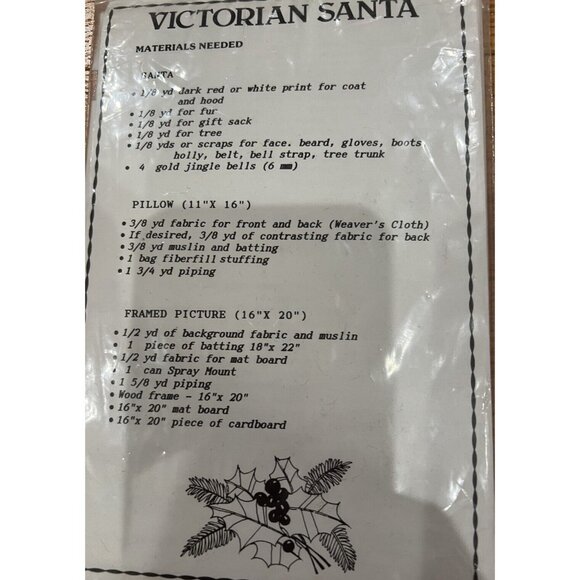 VICTORIAN SANTA
MATERIALS NEEDED
SANTA
• 1/8 yd dark red or white print for coat
and hood
• 1/8 yd for fur
• 1/8 yd for gift sack
• 1/8 yd for tree
• 1/8 yds or scraps for face. beard, gloves, boots
holly, belt, bell strap, tree trunk
• 4 gold jingle bells (6 mm)
PILLOW (11"X 16")
• 3/8 yd fabric for front and back (Weaver's Cloth)
• If desired, 3/8 yd of contrasting fabric for back
• 3/8 yd muslin and batting
• 1 bag fiberfill stuffing
• 1 3/4 yd piping
FRAMED PICTURE (16"X 20")
• 1/2 yd of background fabric and muslin
• 1 piece of batting 18"x 22"
• 1/2 yd fabric for mat board
• 1 can Spray Mount
• 1 5/8 yd piping
• Wood frame - 16"x 20"
• 16"x 20" mat board
• 16"x 20" piece of cardboard